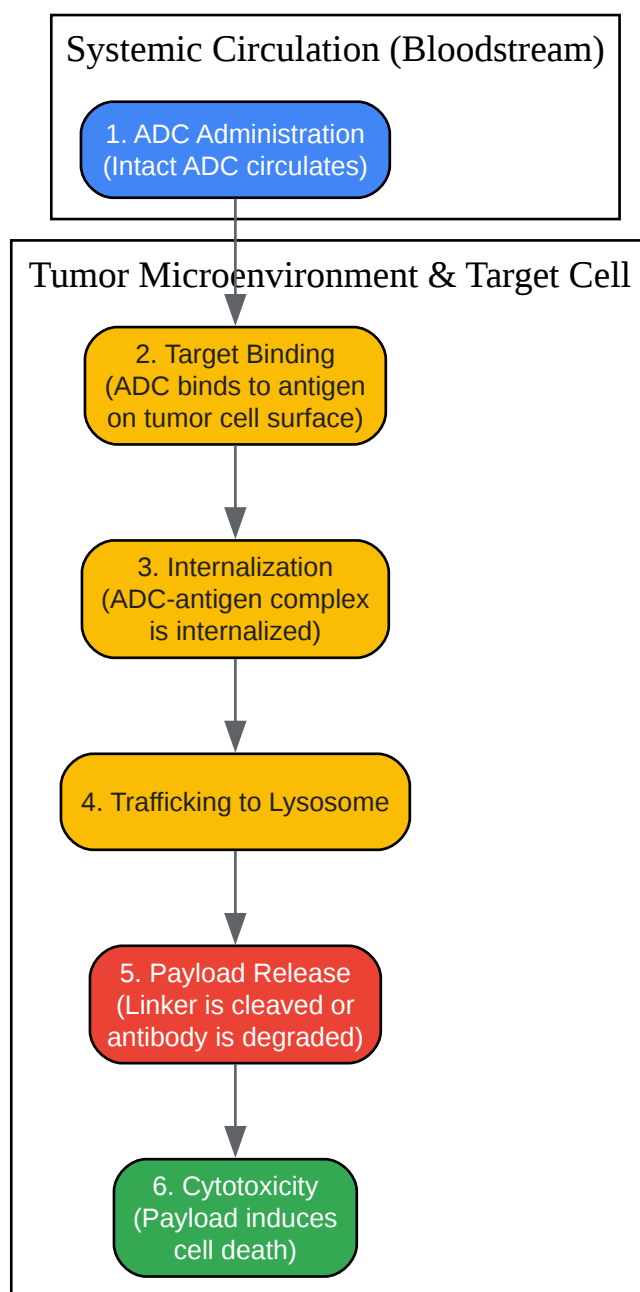 Systemic Circulation (Bloodstream)
1. ADC Administration
(Intact ADC circulates)
Tumor Microenvironment & Target Cell
2. Target Binding
(ADC binds to antigen
on tumor cell surface)
3. Internalization
(ADC-antigen complex
is internalized)
4. Trafficking to Lysosome
5. Payload Release
(Linker is cleaved or
antibody is degraded)
6. Cytotoxicity
(Payload induces
cell death)